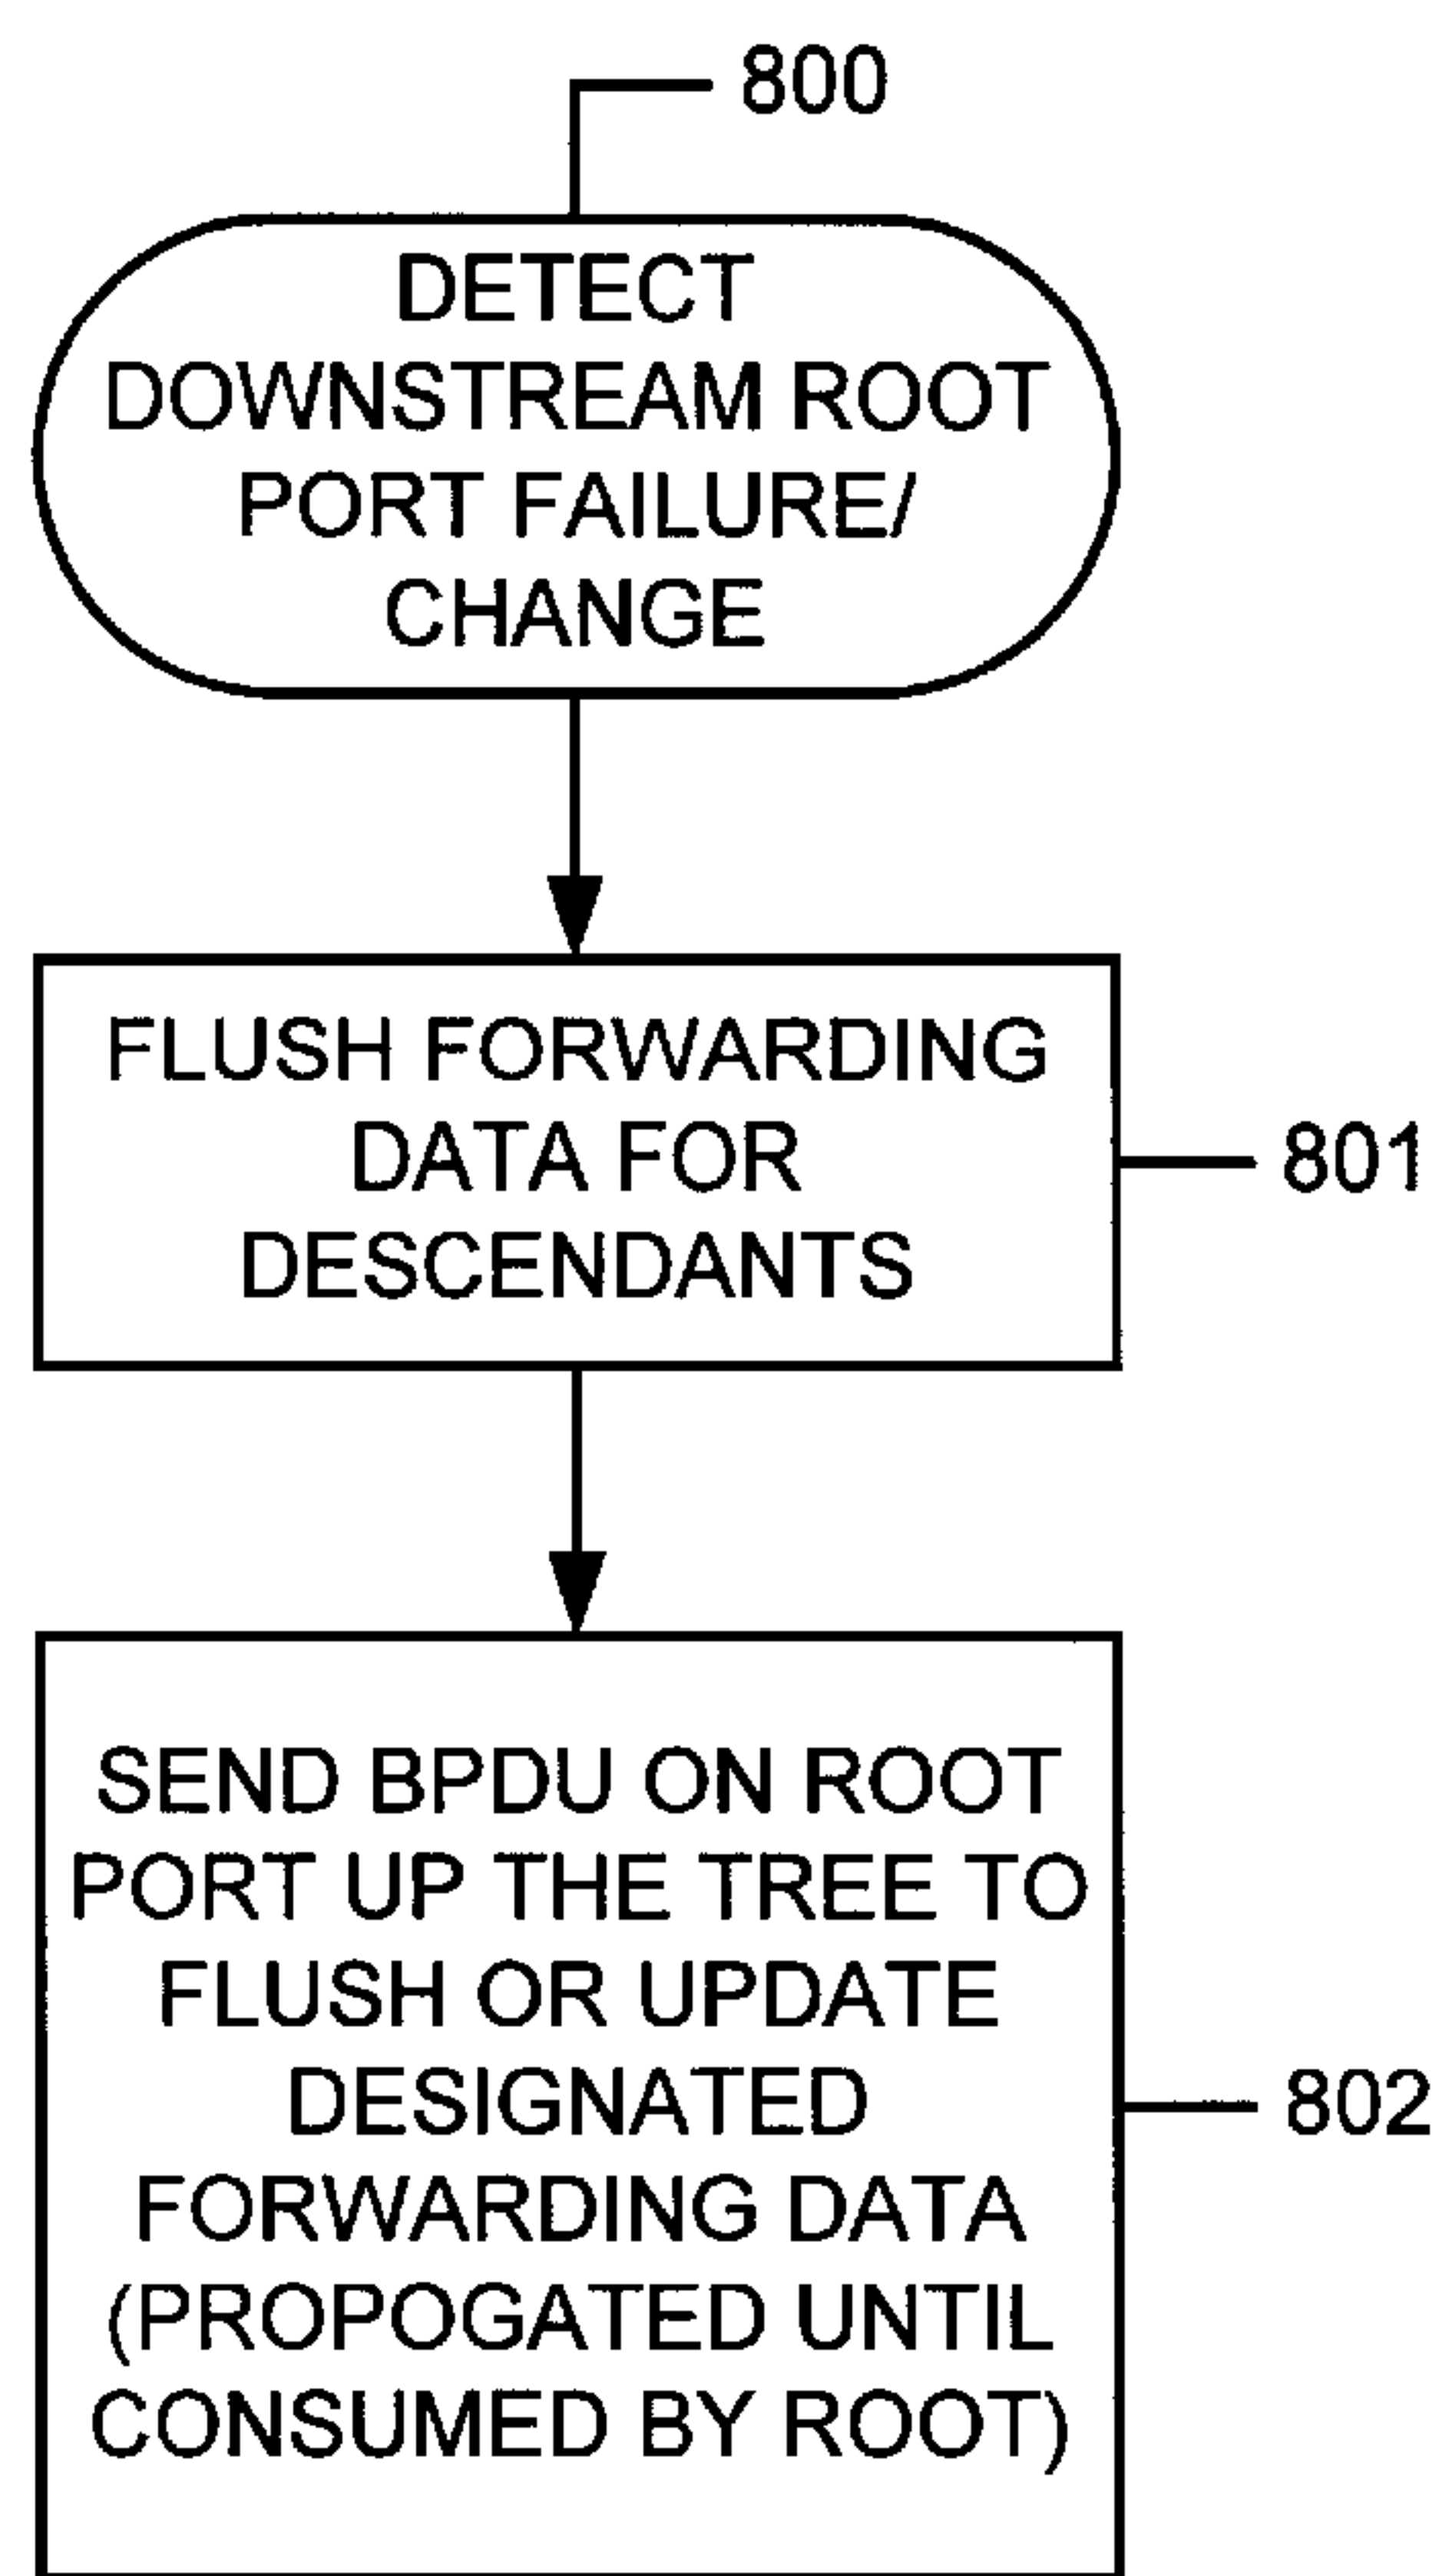 800
DETECT
DOWNSTREAM ROOT
PORT FAILURE/
CHANGE
FLUSH FORWARDING
DATA FOR
DESCENDANTS
801
SEND BPDU ON ROOT
PORT UP THE TREE TO
FLUSH OR UPDATE
DESIGNATED
FORWARDING DATA
(PROPOGATED UNTIL
CONSUMED BY ROOT)
802